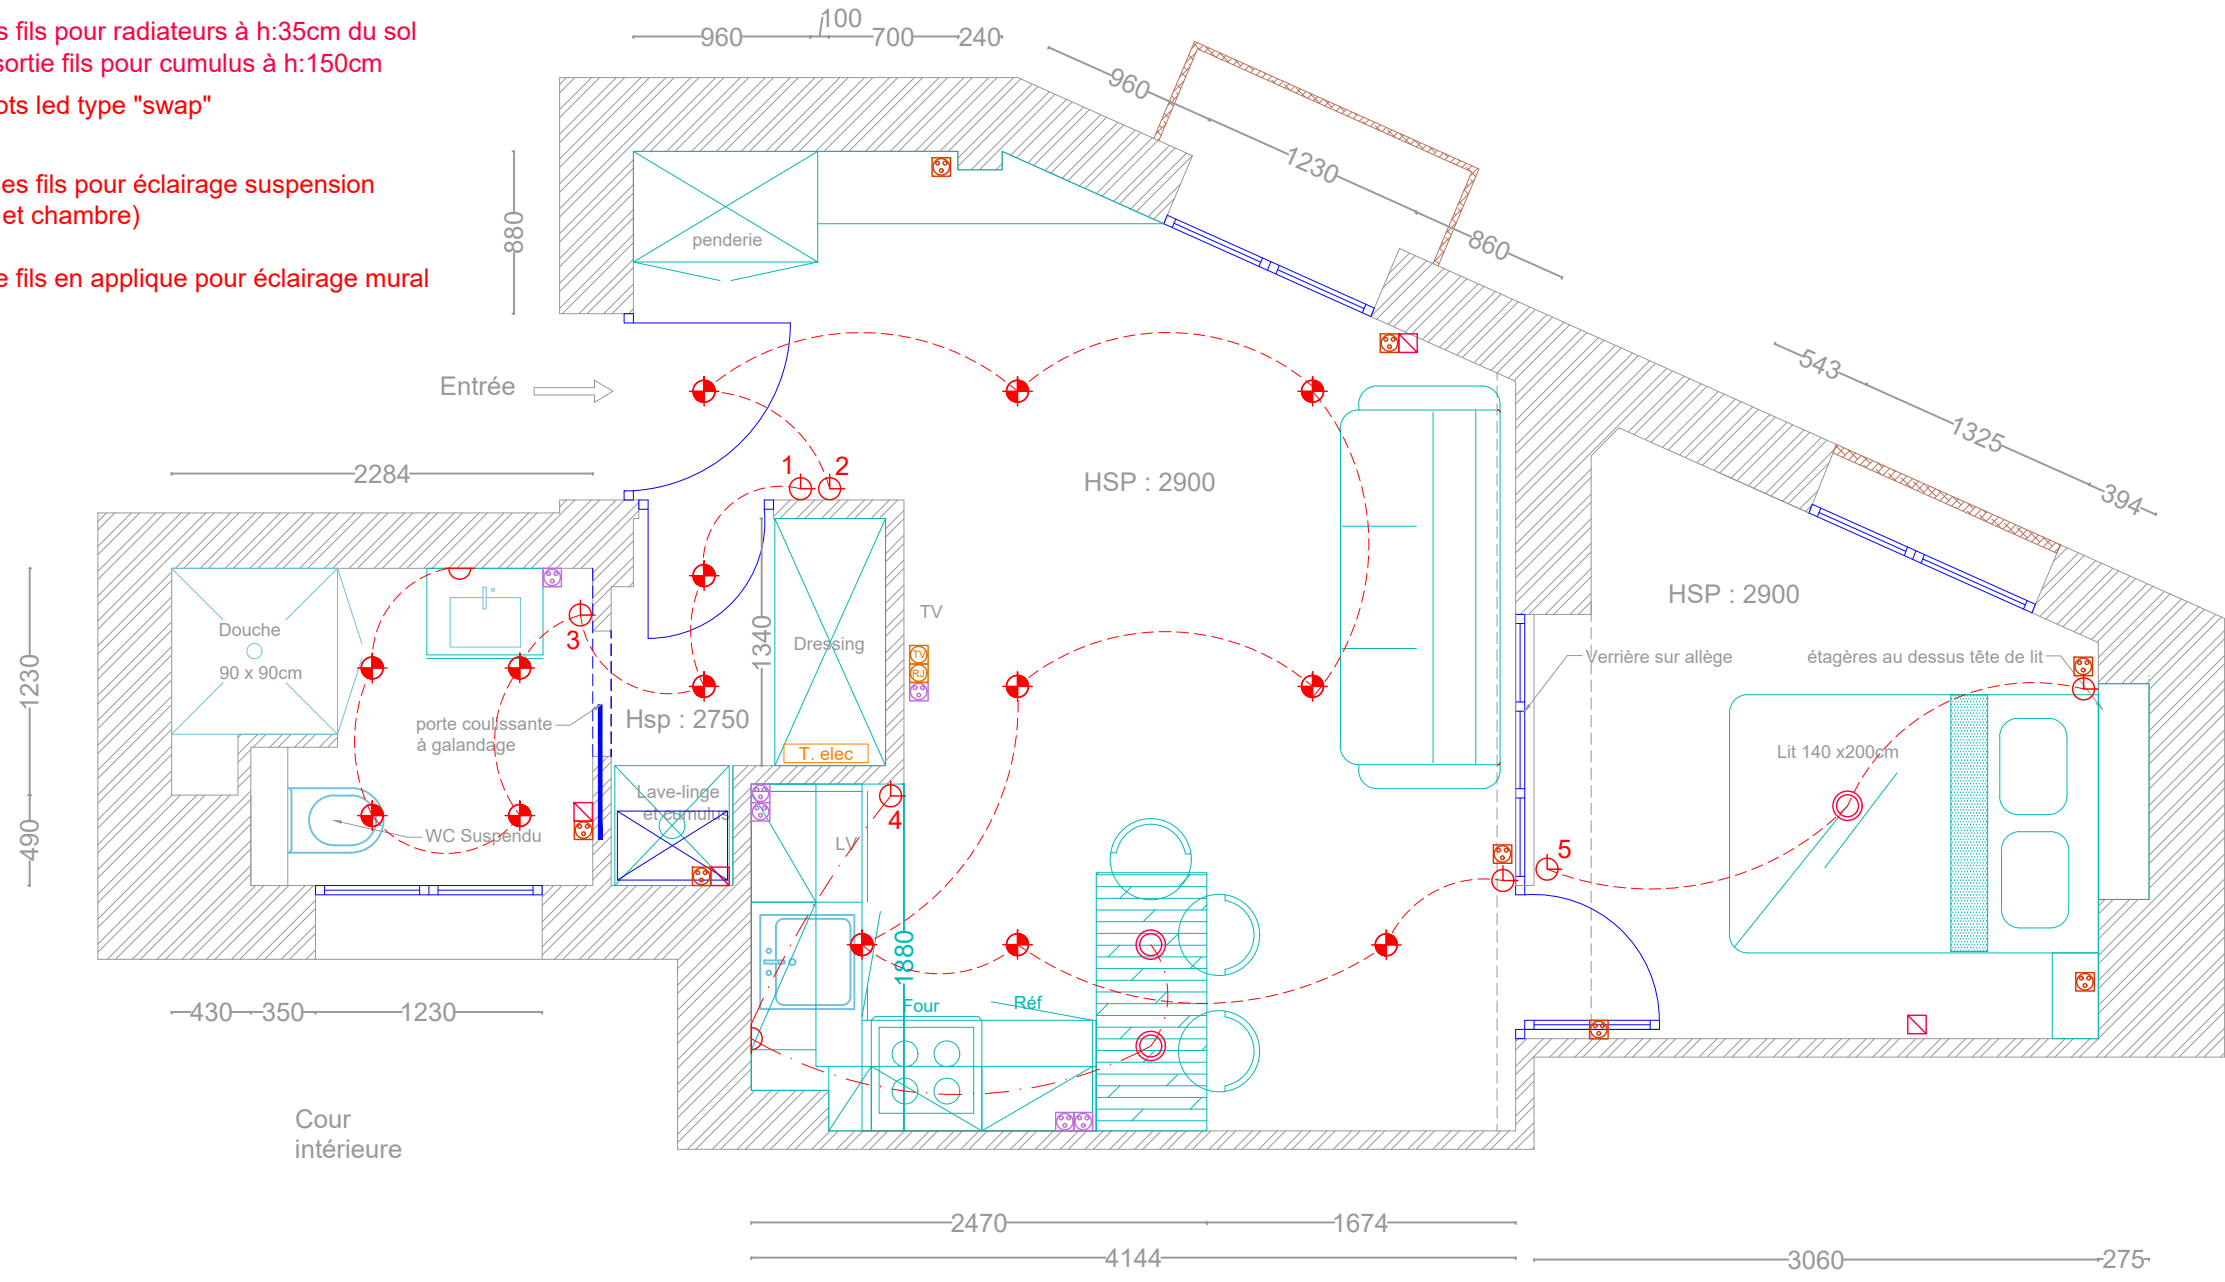 s fils pour radiateurs à h:35cm du sol
sortie fils pour cumulus à h:150cm
ots led type "swap"
es fils pour éclairage suspension
et chambre)
e fils en applique pour éclairage mural
100
960
700
240
960
1230
860
880
penderie
Entrée
543
1325
394
2284
1
2
HSP : 2900
HSP : 2900
TV
TV
RJ
Douche
90 x 90cm
3
1340
Dressing
Verrière sur allège
étagères au dessus tête de lit
1230
490
porte coulissante
à galandage
Hsp : 2750
T. elec
Lit 140 x200cm
Lave-linge
et cumulus
WC Suspendu
LV
4
5
1880
Four
Réf
430
350
1230
Cour
intérieure
2470
1674
4144
3060
275